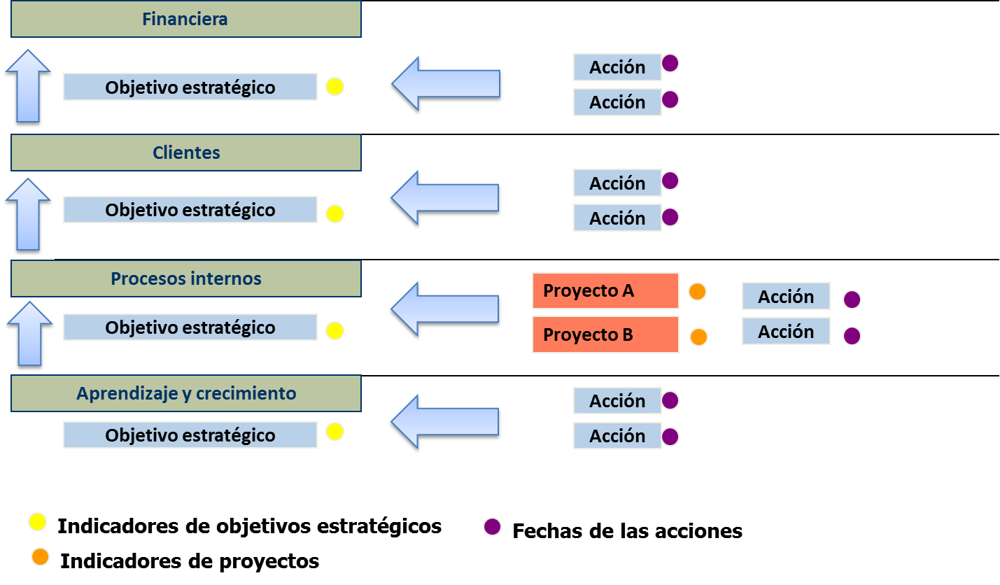 Financiera
Objetivo estratégico
Acción
Acción
Clientes
Objetivo estratégico
Acción
Acción
Procesos internos
Objetivo estratégico
Proyecto A
Proyecto B
Acción
Acción
Aprendizaje y crecimiento
Objetivo estratégico
Acción
Acción
Indicadores de objetivos estratégicos
Fechas de las acciones
Indicadores de proyectos